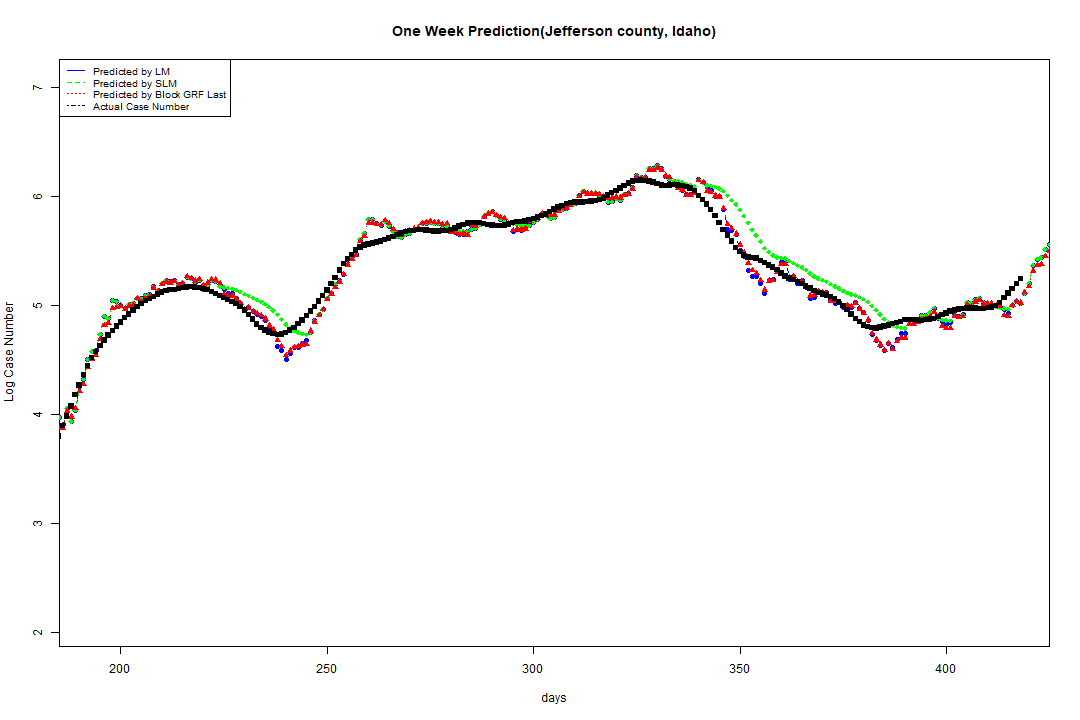 One Week Prediction(Jefferson county, Idaho)
Predicted by LM
Predicted by SLM
Predicted by Block GRF Last
Actual Case Number
7
6
5
4
3
2
Log Case Number
200 250 300 350 400
days